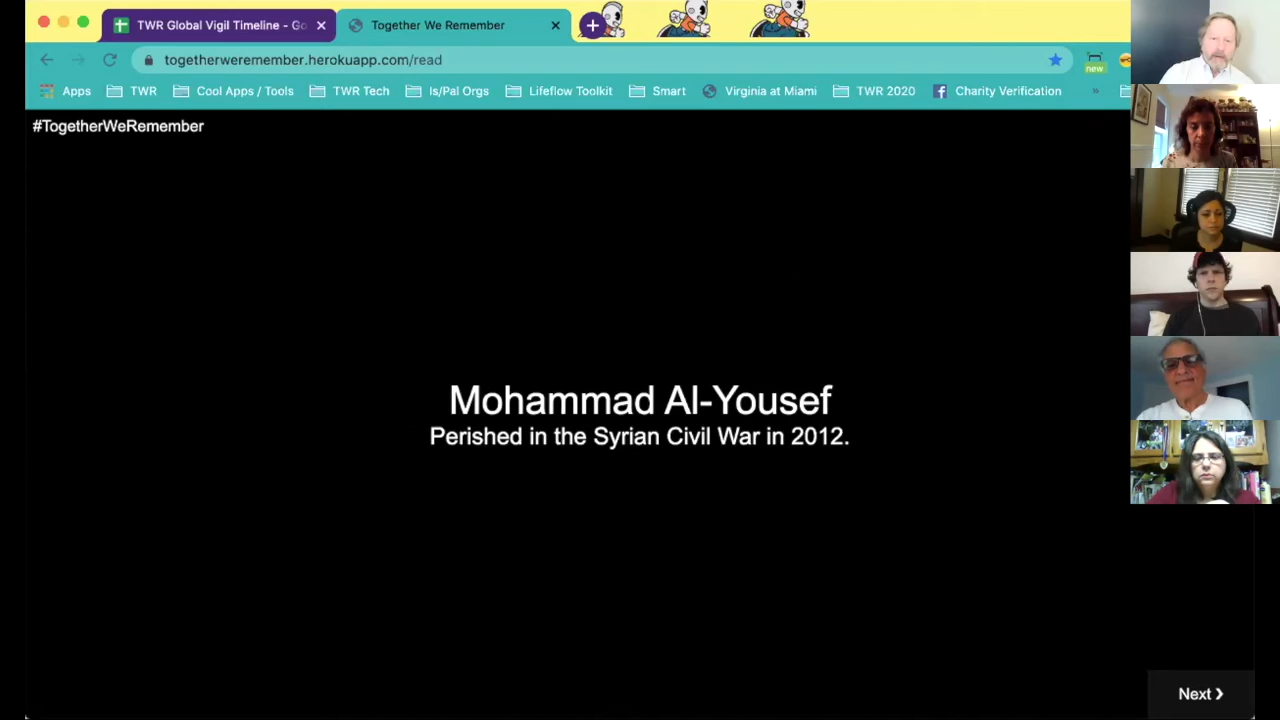 TWR Global Vigil Timeline - Go
Together We Remember
togetherweremember.herokuapp.com/read
new
Apps
TWR
Cool Apps / Tools
TWR Tech
Is/Pal Orgs
Lifeflow Toolkit
Smart
Virginia at Miami
TWR 2020
Charity Verification
»
#TogetherWeRemember
Mohammad Al-Yousef
Perished in the Syrian Civil War in 2012.
Next ❯